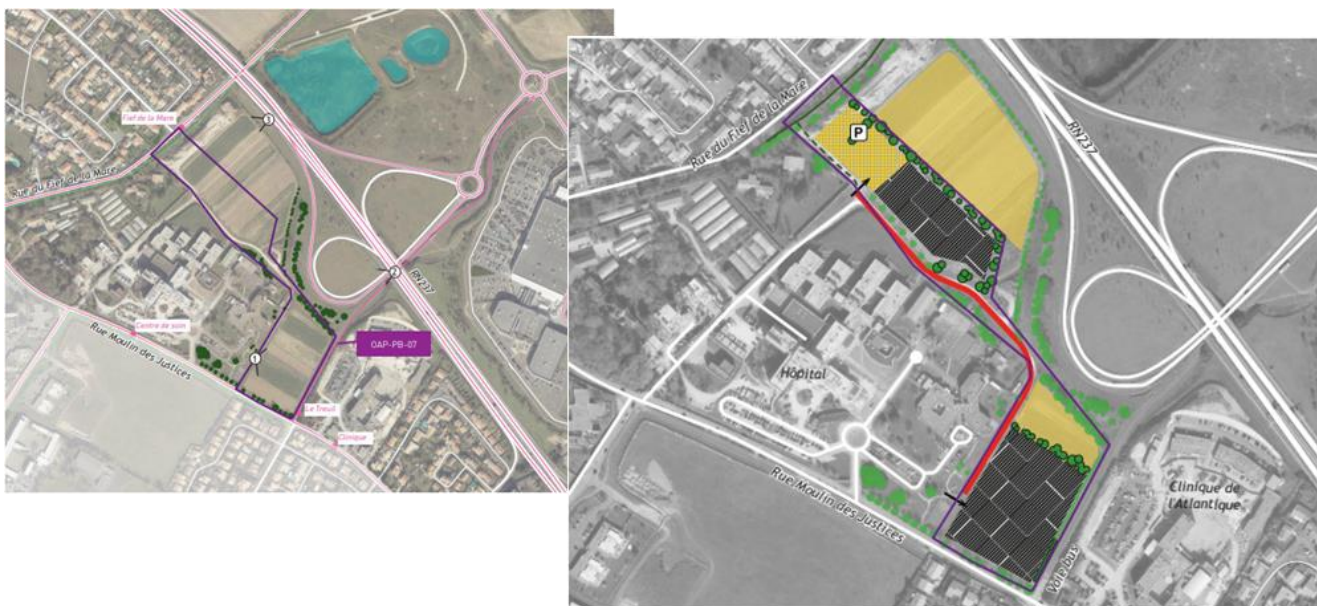 Fief de la Mare
Rue du Fief de la Mare
3
2
RN237
Centre de soin
Rue Moulin des Justices
1
OAP-PB-07
Le Treuil
Clinique
Rue du Fief de la Mare
P
RN237
Hôpital
Rue Moulin des Justices
Clinique de
l'Atlantique
Voie bus